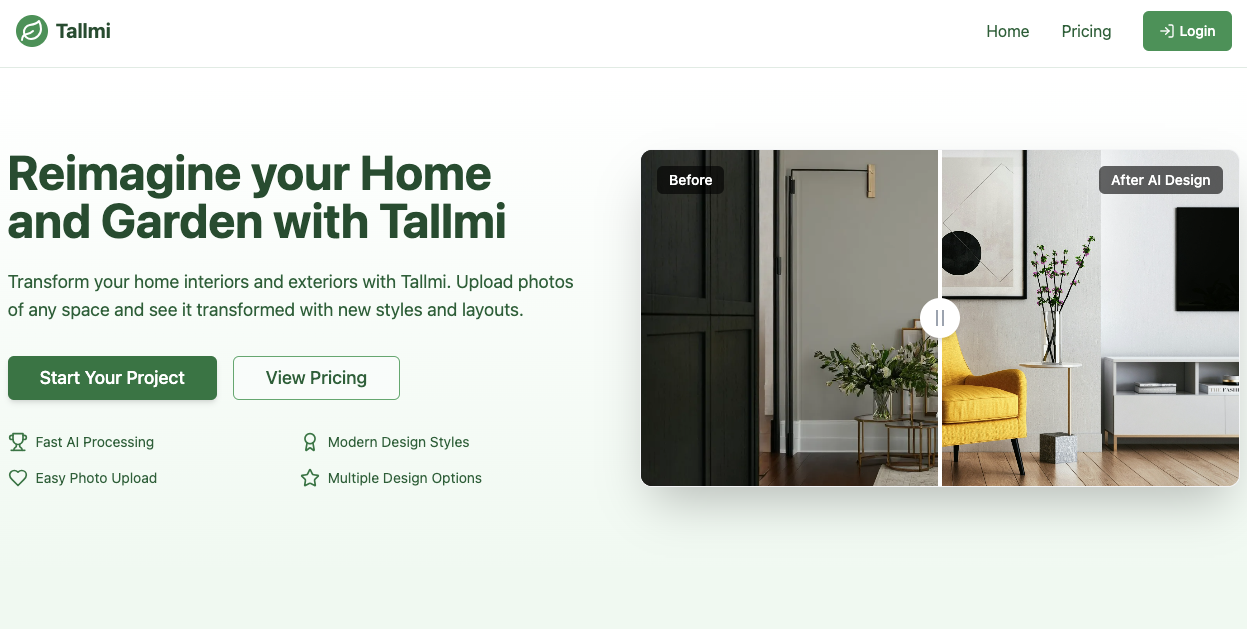 Tallmi
Home
Pricing
Login
Reimagine your Home
and Garden with Tallmi
Transform your home interiors and exteriors with Tallmi. Upload photos
of any space and see it transformed with new styles and layouts.
Start Your Project
View Pricing
Fast AI Processing
Modern Design Styles
Easy Photo Upload
Multiple Design Options
Before
After AI Design